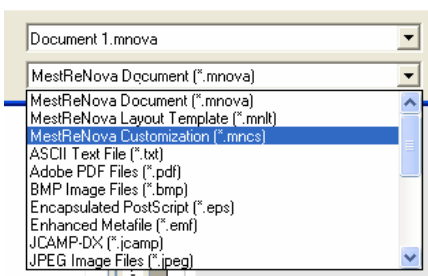 Document 1.mnova
MestReNova Document (*.mnova)
MestReNova Document (*.mnova)
MestReNova Layout Template (*.mnlt)
MestReNova Customization (*.mncs)
ASCII Text File (*.txt)
Adobe PDF Files (*.pdf)
BMP Image Files (*.bmp)
Encapsulated PostScript (*.eps)
Enhanced Metafile (*.emf)
JCAMP-DX (*.jcamp)
JPEG Image Files (*.jpeg)